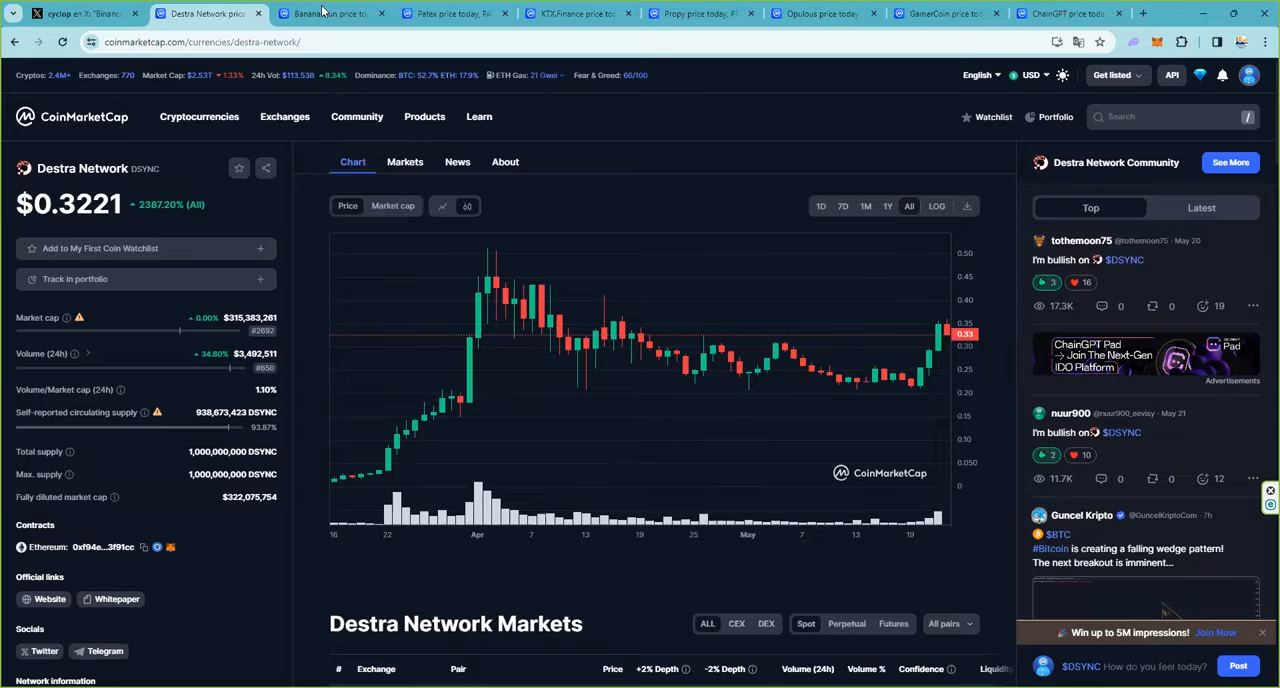 cyclop en X: "Binance
Destra Network price
BananaGun price to
Patex price today, PA
KTX.Finance price to
Propy price today, P
Opulous price today
GamerCoin price to
ChainGPT price toda
coinmarketcap.com/currencies/destra-network/
Cryptos: 2.4M+ Exchanges: 770 Market Cap: $2.53T 1.33% 24h Vol: $113.53B 8.34% Dominance: BTC: 52.7% ETH: 17.9% ETH Gas: 21 Gwei Fear & Greed: 66/100
English USD Get listed API
CoinMarketCap Cryptocurrencies Exchanges Community Products Learn
Watchlist Portfolio Search /
Destra Network DSYNC
$0.3221 2387.20% (All)
Add to My First Coin Watchlist +
Track in portfolio +
Market cap 0.00% $315,383,261
#2692
Volume (24h) 34.80% $3,492,511
#650
Volume/Market cap (24h) 1.10%
Self-reported circulating supply 938,673,423 DSYNC
93.87%
Total supply 1,000,000,000 DSYNC
Max. supply 1,000,000,000 DSYNC
Fully diluted market cap $322,075,754
Contracts
Ethereum: 0xf94e...3f91cc
Official links
Website Whitepaper
Socials
Twitter Telegram
Network information
Chart Markets News About
Price Market cap
1D 7D 1M 1Y All LOG
0.50
0.45
0.40
0.35
0.33
0.30
0.25
0.20
0.15
0.10
0.050
0
CoinMarketCap
16 22 Apr 7 13 19 25 May 7 13 19
Destra Network Markets
ALL CEX DEX Spot Perpetual Futures All pairs
# Exchange Pair Price +2% Depth -2% Depth Volume (24h) Volume % Confidence Liquidi
Destra Network Community See More
Top Latest
tothemoon75 @tothemoon75 · May 20
I'm bullish on $DSYNC
3 16
17.3K 0 0 19
ChainGPT Pad
→ Join The Next-Gen
IDO Platform
Pad
Advertisements
nuur900 @nuur900_eevisy · May 21
I'm bullish on $DSYNC
2 10
11.7K 0 0 12
Guncel Kripto @GuncelKriptoCom · 7h
$BTC
#Bitcoin is creating a falling wedge pattern!
The next breakout is imminent...
Win up to 5M impressions! Join Now
$DSYNC How do you feel today? Post